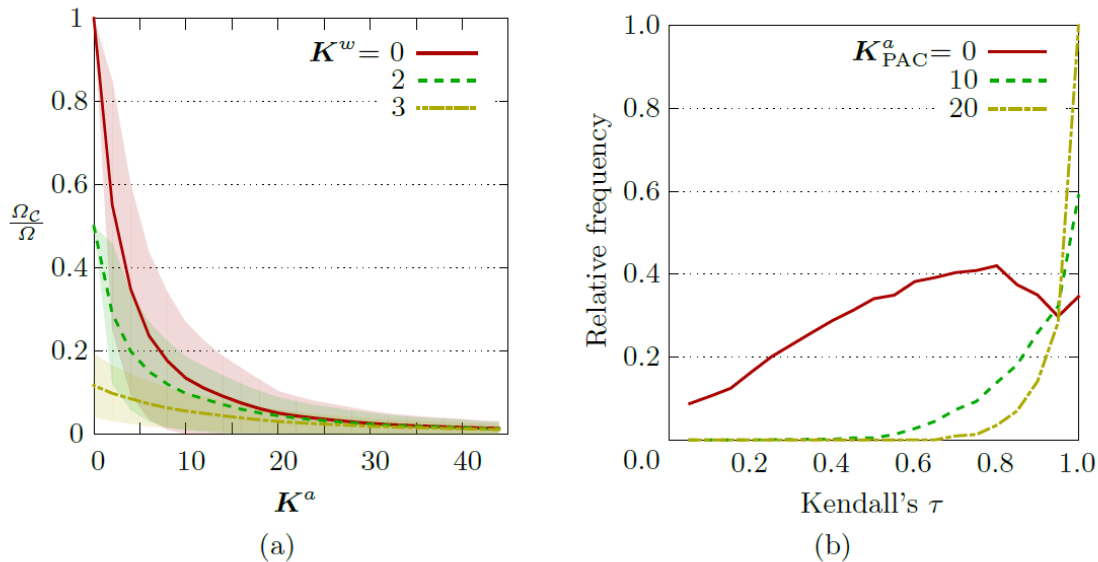 1
0.8
0.6
0.4
0.2
0
Ω_C/Ω
K^w = 0
2
3
0 10 20 30 40
K^a
(a)
1.0
0.8
0.6
0.4
0.2
0.0
Relative frequency
K^a_PAC = 0
10
20
0.2 0.4 0.6 0.8 1.0
Kendall's τ
(b)